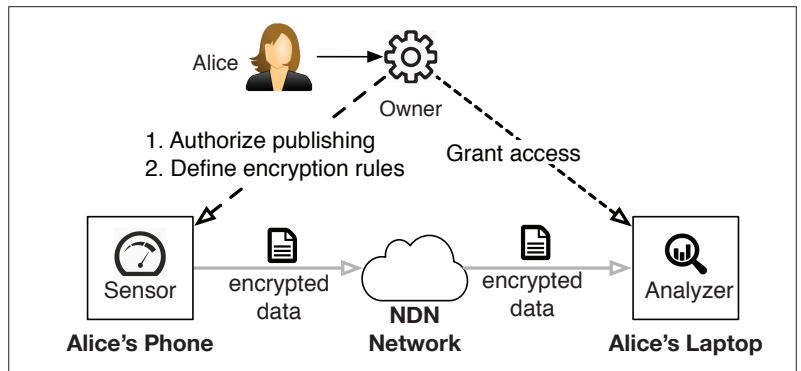 Alice
Owner
1. Authorize publishing
2. Define encryption rules
Grant access
Sensor
encrypted
data
NDN
Network
encrypted
data
Analyzer
Alice's Phone
Alice's Laptop